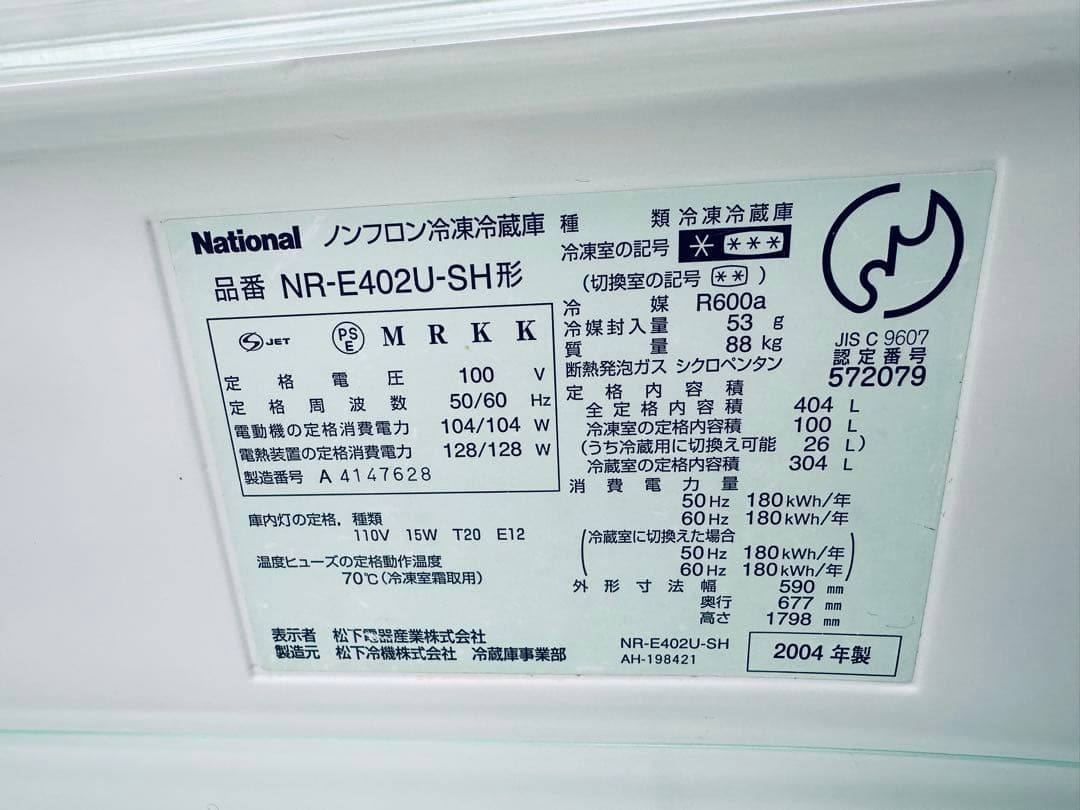 National ノンフロン冷凍冷蔵庫
品番 NR-E402U-SH形
JET PSE M R K K
定格電圧 100 V
定格周波数 50/60 Hz
電動機の定格消費電力 104/104 W
電熱装置の定格消費電力 128/128 W
製造番号 A 4147628
庫内灯の定格，種類
110V 15W T20 E12
温度ヒューズの定格動作温度
70℃(冷凍室霜取用)
表示者 松下電器産業株式会社
製造元 松下冷機株式会社 冷蔵庫事業部
種類 冷凍冷蔵庫
冷凍室の記号 * ***
(切換室の記号 ** )
冷媒 R600a
冷媒封入量 53 g
質量 88 kg
断熱発泡ガス シクロペンタン
定格内容積
全定格内容積 404 L
冷凍室の定格内容積 100 L
(うち冷蔵用に切換え可能 26 L)
冷蔵室の定格内容積 304 L
消費電力量
50Hz 180kWh/年
60Hz 180kWh/年
(冷蔵室に切換えた場合
50Hz 180kWh/年
60Hz 180kWh/年)
外形寸法 幅 590 mm
奥行 677 mm
高さ 1798 mm
JIS C 9607
認定番号
572079
NR-E402U-SH
AH-198421
2004年製